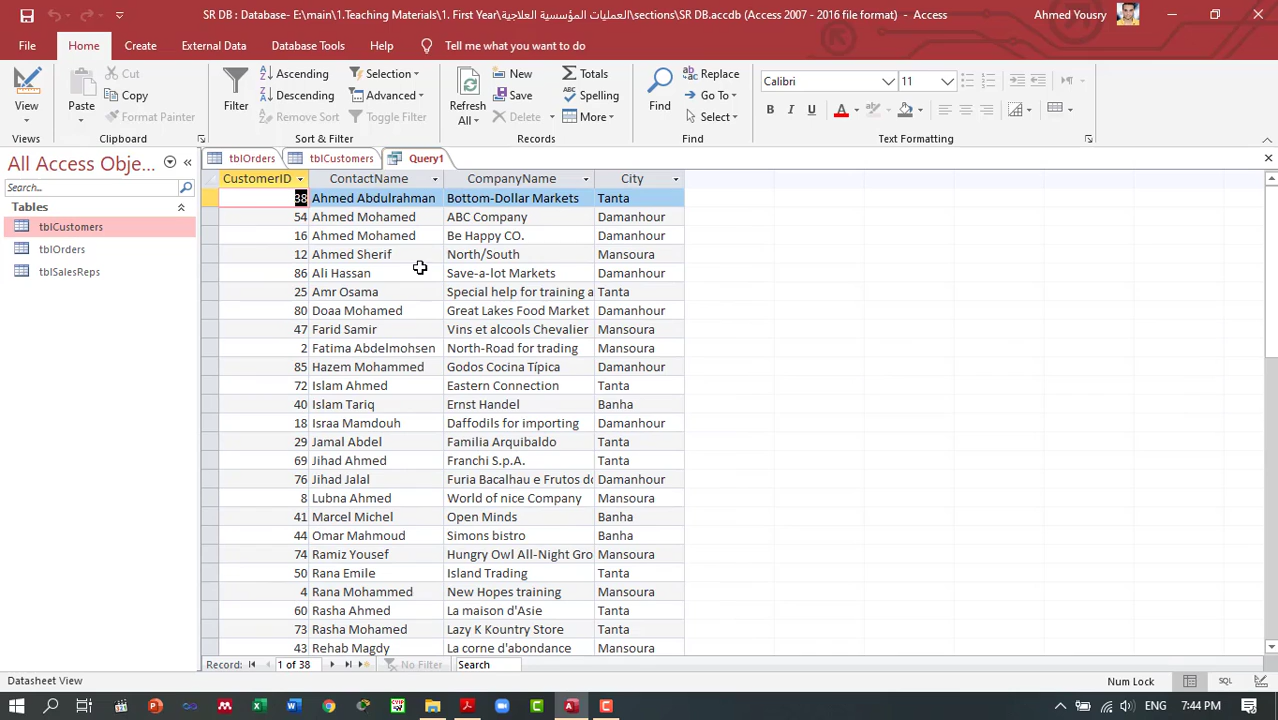 SR DB : Database- E:\main\1.Teaching Materials\1. First Year\العمليات المؤسسية العلاجية\sections\SR DB.accdb (Access 2007 - 2016 file format) - Access
Ahmed Yousry
File Home Create External Data Database Tools Help Tell me what you want to do
View
Views
Paste
Cut
Copy
Format Painter
Clipboard
Filter
Ascending
Descending
Remove Sort
Selection
Advanced
Toggle Filter
Sort & Filter
Refresh
All
New
Save
Delete
Totals
Spelling
More
Records
Find
Replace
Go To
Select
Find
Calibri 11
B I U A
Text Formatting
All Access Obje...
Search...
Tables
tblCustomers
tblOrders
tblSalesReps
tblOrders tblCustomers Query1
CustomerID ContactName CompanyName City
38 Ahmed Abdulrahman Bottom-Dollar Markets Tanta
54 Ahmed Mohamed ABC Company Damanhour
16 Ahmed Mohamed Be Happy CO. Damanhour
12 Ahmed Sherif North/South Mansoura
86 Ali Hassan Save-a-lot Markets Damanhour
25 Amr Osama Special help for training a Tanta
80 Doaa Mohamed Great Lakes Food Market Damanhour
47 Farid Samir Vins et alcools Chevalier Mansoura
2 Fatima Abdelmohsen North-Road for trading Mansoura
85 Hazem Mohammed Godos Cocina Típica Damanhour
72 Islam Ahmed Eastern Connection Tanta
40 Islam Tariq Ernst Handel Banha
18 Israa Mamdouh Daffodils for importing Damanhour
29 Jamal Abdel Familia Arquibaldo Tanta
69 Jihad Ahmed Franchi S.p.A. Tanta
76 Jihad Jalal Furia Bacalhau e Frutos do Damanhour
8 Lubna Ahmed World of nice Company Mansoura
41 Marcel Michel Open Minds Banha
44 Omar Mahmoud Simons bistro Banha
74 Ramiz Yousef Hungry Owl All-Night Gro Mansoura
50 Rana Emile Island Trading Tanta
4 Rana Mohammed New Hopes training Mansoura
60 Rasha Ahmed La maison d'Asie Tanta
73 Rasha Mohamed Lazy K Kountry Store Tanta
43 Rehab Magdy La corne d'abondance Mansoura
Record: 1 of 38 No Filter Search
Datasheet View
Num Lock
SQL
ENG 7:44 PM